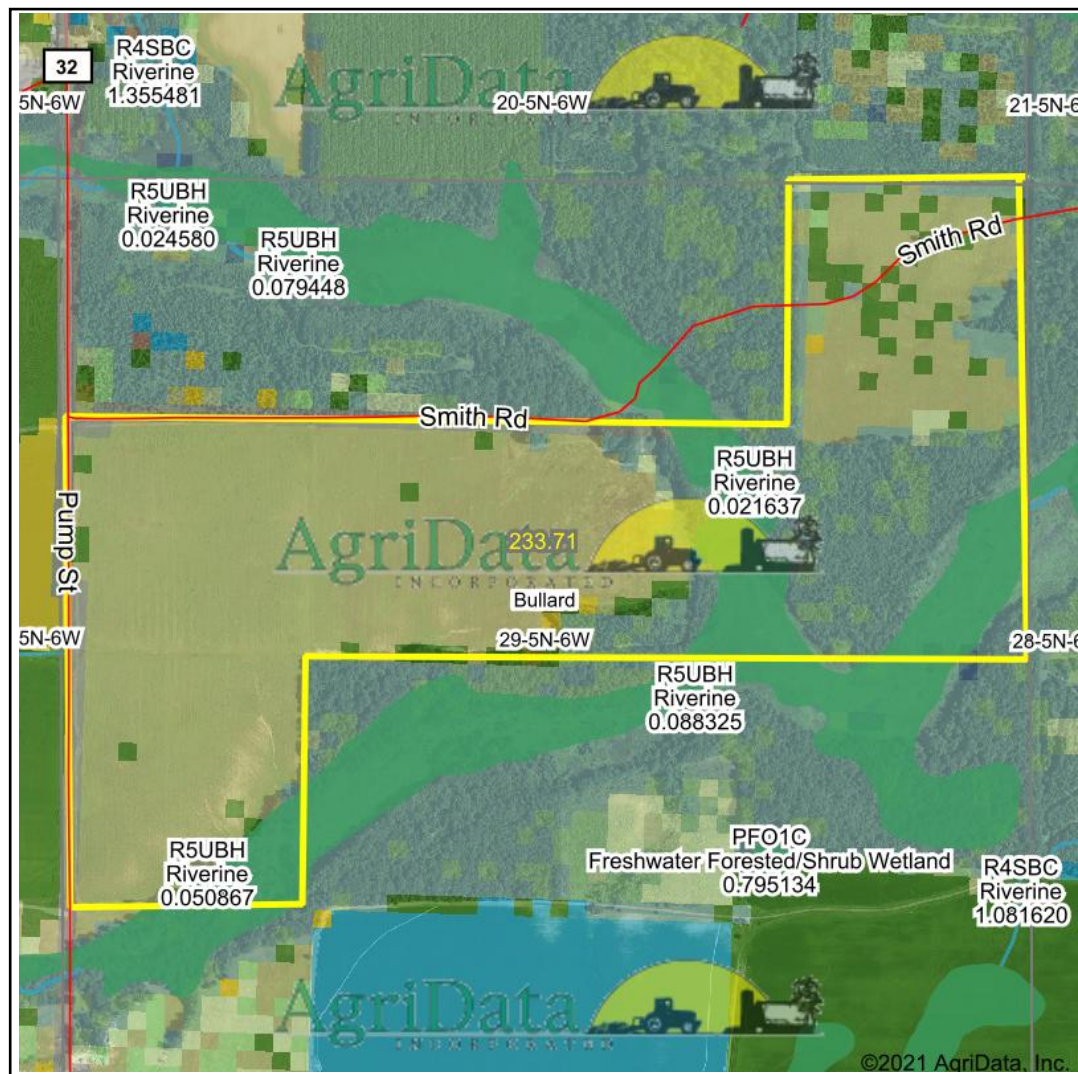 R4SBC
Riverine
1.355481
32
5N-6W
20-5N-6W
21-5N-6
AgriData
INCORPORATED
R5UBH
Riverine
0.024580
R5UBH
Riverine
0.079448
Smith Rd
Smith Rd
R5UBH
Riverine
0.021637
Pump St
AgriData
INCORPORATED
233.71
Bullard
5N-6W
29-5N-6W
28-5N-6
R5UBH
Riverine
0.088325
R5UBH
Riverine
0.050867
PFO1C
Freshwater Forested/Shrub Wetland
0.795134
R4SBC
Riverine
1.081620
AgriData
INCORPORATED
©2021 AgriData, Inc.